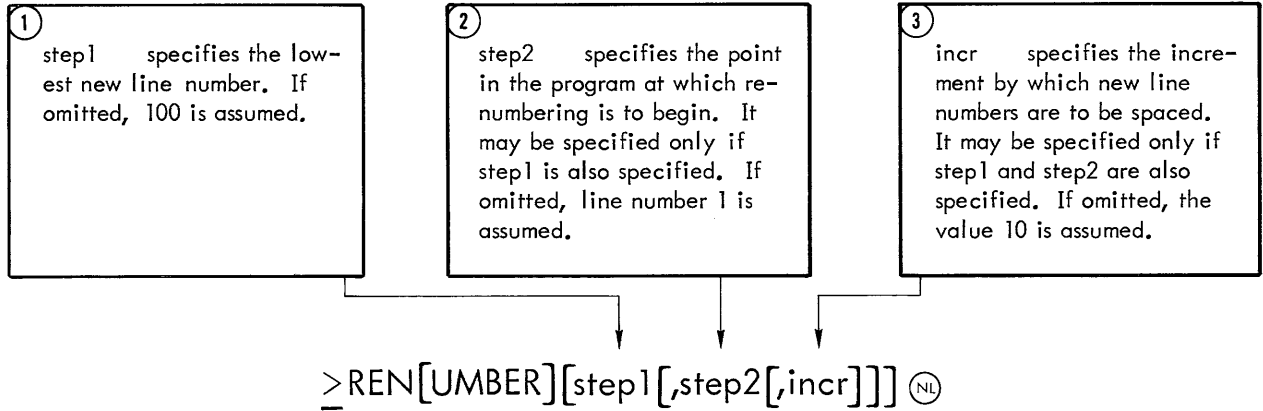 1
step1 specifies the low-
est new line number. If
omitted, 100 is assumed.
2
step2 specifies the point
in the program at which re-
numbering is to begin. It
may be specified only if
step1 is also specified. If
omitted, line number 1 is
assumed.
3
incr specifies the incre-
ment by which new line
numbers are to be spaced.
It may be specified only if
step1 and step2 are also
specified. If omitted, the
value 10 is assumed.
>REN[UMBER][step1[,step2[,incr]]] NL